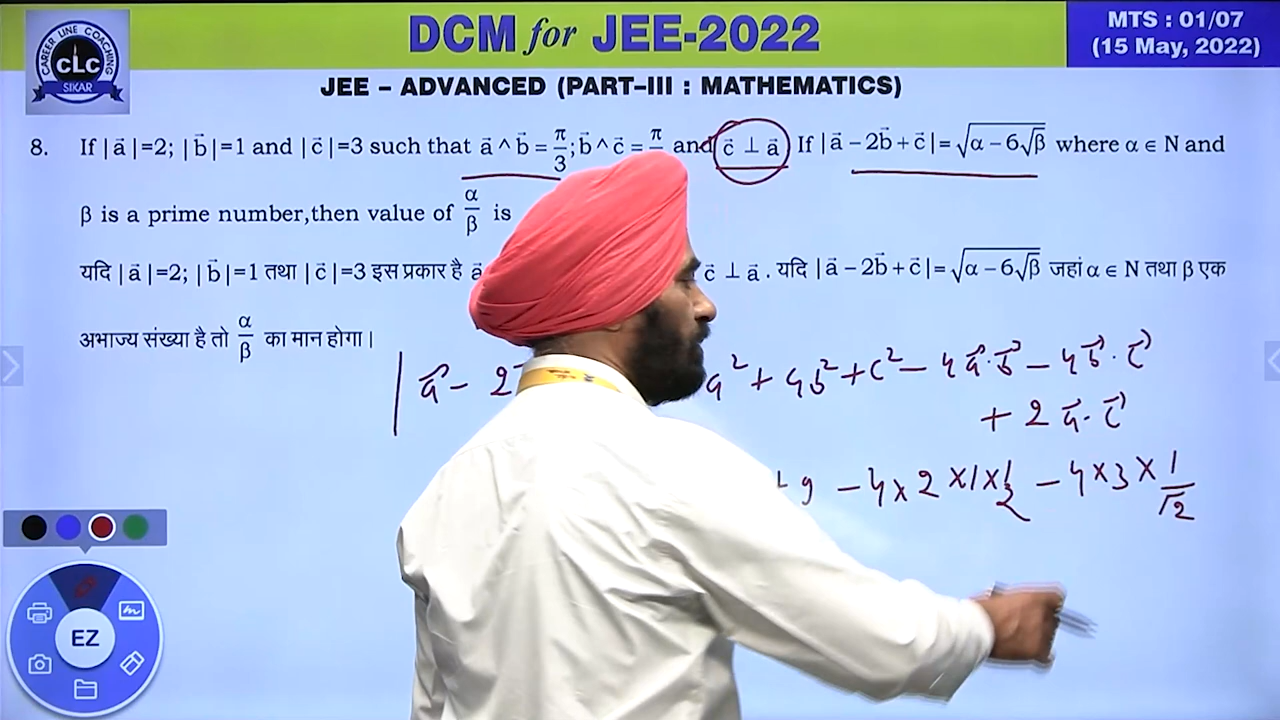 DCM for JEE-2022
MTS : 01/07
(15 May, 2022)
CAREER LINE COACHING
CLC
SIKAR
JEE – ADVANCED (PART–III : MATHEMATICS)
8. If |a⃗|=2; |b⃗|=1 and |c⃗|=3 such that a⃗ ^ b⃗ = π/3; b⃗ ^ c⃗ = π and c⃗ ⊥ a⃗ If |a⃗ − 2b⃗ + c⃗| = √(α − 6√β) where α ∈ N and
β is a prime number,then value of α/β is
यदि |a⃗|=2; |b⃗|=1 तथा |c⃗|=3 इस प्रकार है a⃗ c⃗ ⊥ a⃗. यदि |a⃗ − 2b⃗ + c⃗| = √(α − 6√β) जहां α ∈ N तथा β एक
अभाज्य संख्या है तो α/β का मान होगा।
|a⃗ − 2 a² + 4b² + c² − 4 a⃗·b⃗ − 4 b⃗·c⃗
+ 2 a⃗·c⃗
9 − 4 × 2 × 1 × 1/2 − 4 × 3 × 1/√2
EZ